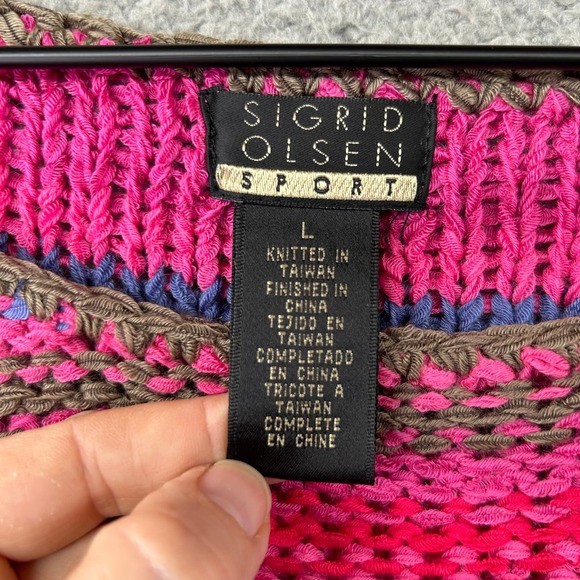 SIGRID
OLSEN
SPORT
L
KNITTED IN
TAIWAN
FINISHED IN
CHINA
TEJIDO EN
TAIWAN
COMPLETADO
EN CHINA
TRICOTE A
TAIWAN
COMPLETE
EN CHINE